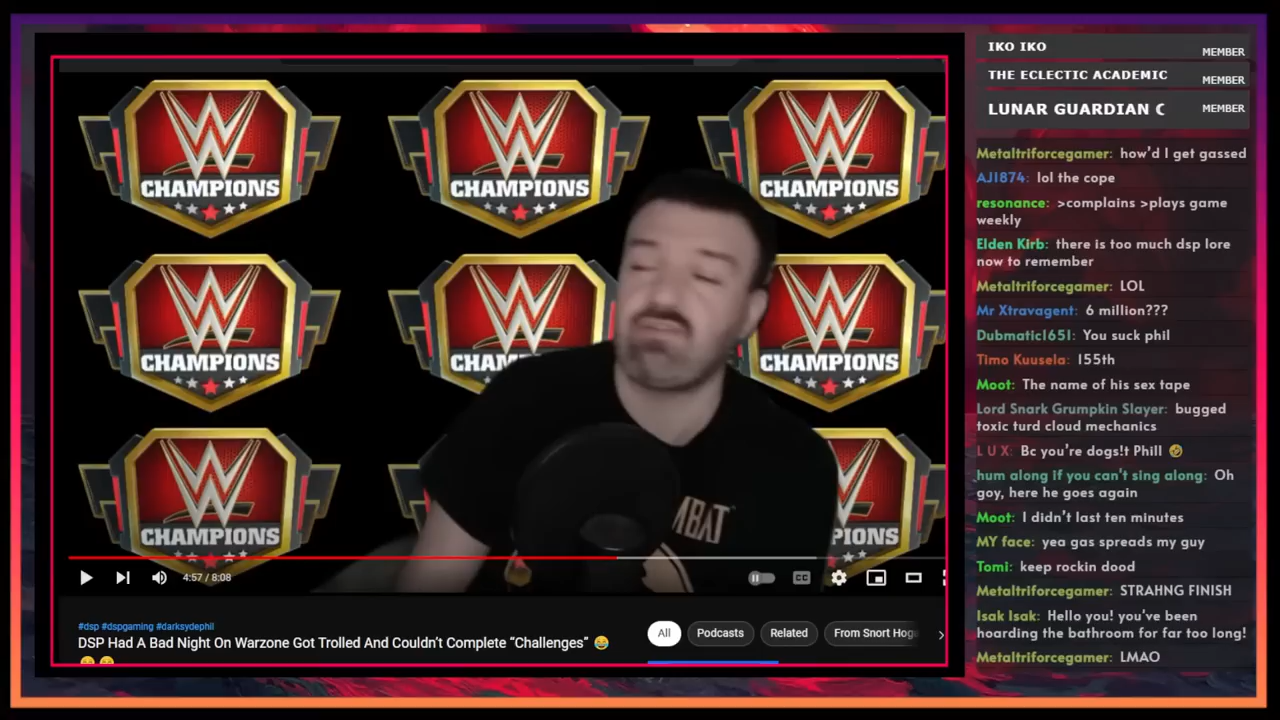 CHAMPIONS
CHAMPIONS
CHAMPIONS
CHAMPIONS
CHAMPIONS
CHAMPIONS
4:57 / 8:08
CC
#dsp #dspgaming #darksydephil
DSP Had A Bad Night On Warzone Got Trolled And Couldn't Complete “Challenges” 😂
All
Podcasts
Related
From Snort Hog
IKO IKO
MEMBER
THE ECLECTIC ACADEMIC
MEMBER
LUNAR GUARDIAN C
MEMBER
Metaltriforcegamer: how'd I get gassed
AJ1874: lol the cope
resonance: >complains >plays game
weekly
Elden Kirb: there is too much dsp lore
now to remember
Metaltriforcegamer: LOL
Mr Xtravagent: 6 million???
Dubmatic1651: You suck phil
Timo Kuusela: 155th
Moot: The name of his sex tape
Lord Snark Grumpkin Slayer: bugged
toxic turd cloud mechanics
L U X: Bc you're dogs!t Phill 🤣
hum along if you can't sing along: Oh
goy, here he goes again
Moot: I didn't last ten minutes
MY face: yea gas spreads my guy
Tomi: keep rockin dood
Metaltriforcegamer: STRAHNG FINISH
Isak Isak: Hello you! you've been
hoarding the bathroom for far too long!
Metaltriforcegamer: LMAO